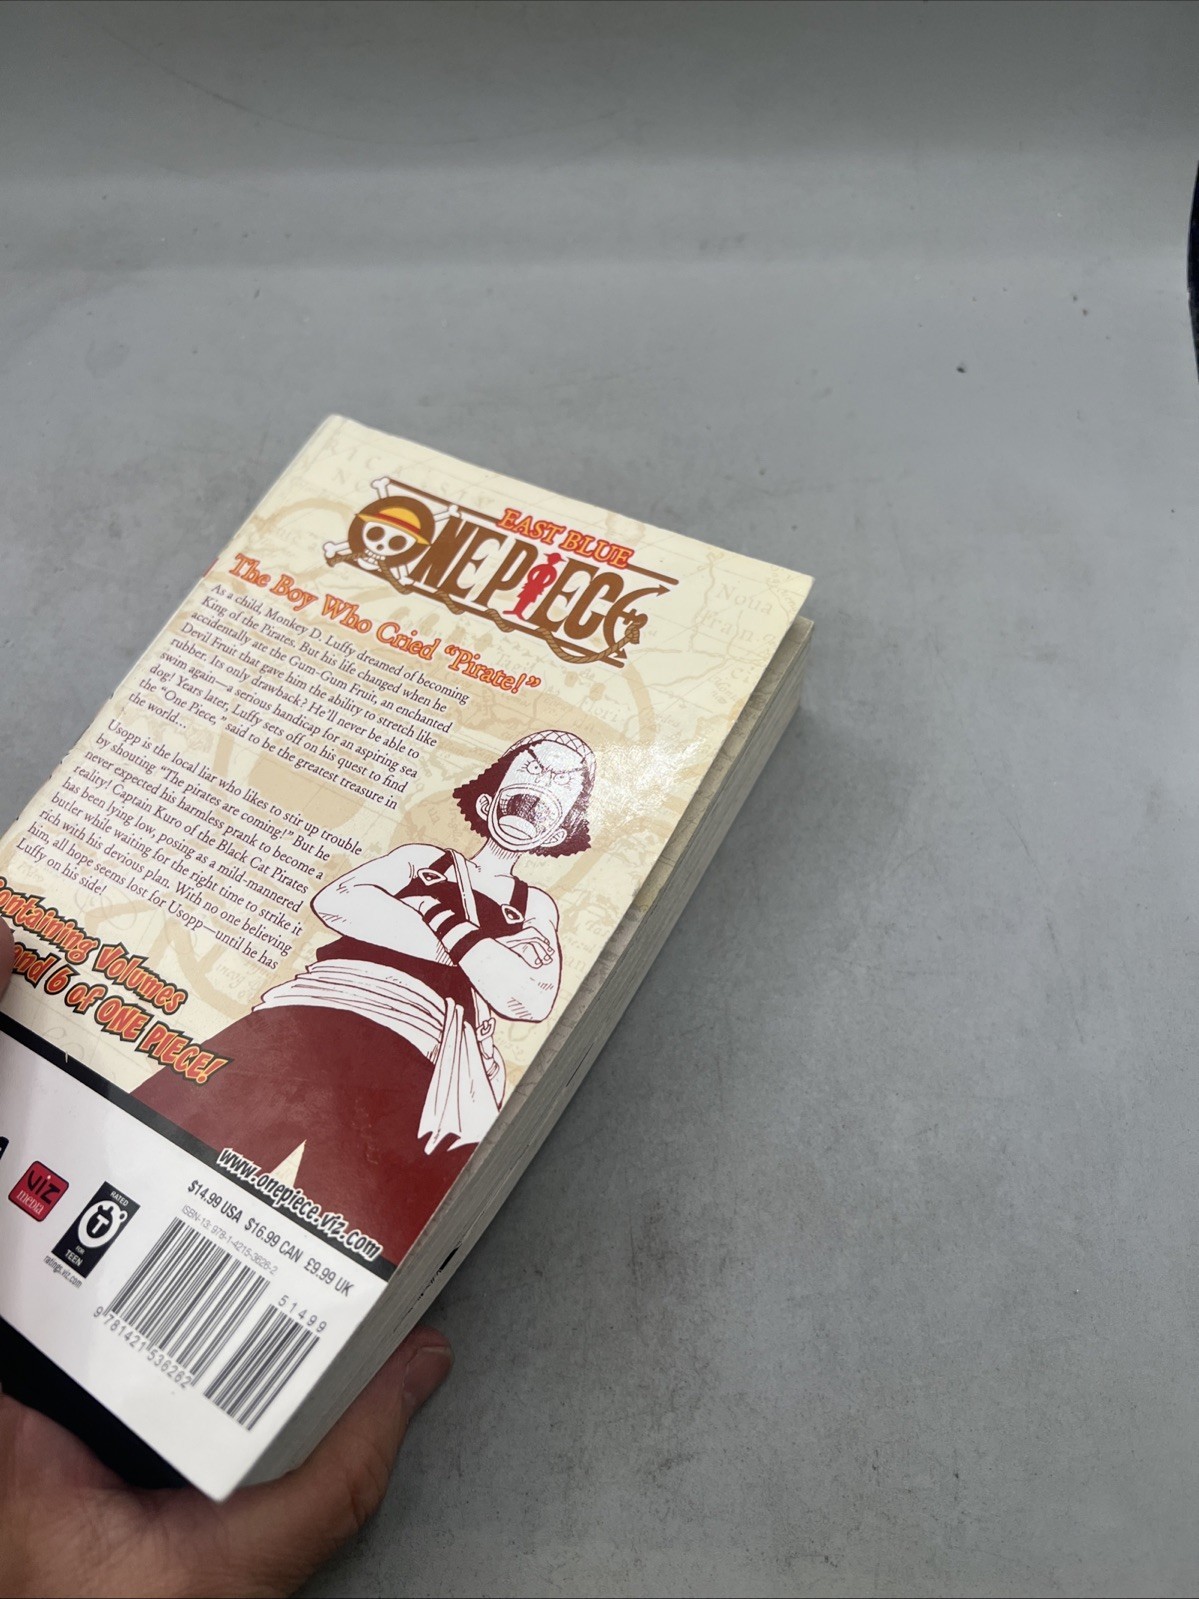 EAST BLUE
ONE PIECE
The Boy Who Cried "Pirate!"
As a child, Monkey D. Luffy dreamed of becoming
King of the Pirates. But his life changed when he
accidentally ate the Gum-Gum Fruit, an enchanted
Devil Fruit that gave him the ability to stretch like
rubber. Its only drawback? He'll never be able to
swim again—a serious handicap for an aspiring sea
dog! Years later, Luffy sets off on his quest to find
the "One Piece," said to be the greatest treasure in
the world...
Usopp is the local liar who likes to stir up trouble
by shouting "The pirates are coming!" But he
never expected his harmless prank to become a
reality! Captain Kuro of the Black Cat Pirates
has been lying low, posing as a mild-mannered
butler while waiting for the right time to strike it
rich with his devious plan. With no one believing
him, all hope seems lost for Usopp—until he has
Luffy on his side!
Containing Volumes
and 6 of ONE PIECE!
www.onepiece.viz.com
viz
media
RATED
T
FOR
TEEN
ratings.viz.com
$14.99 USA $16.99 CAN £9.99 UK
ISBN-13: 978-1-4215-3626-2
51499
9 781421 536262